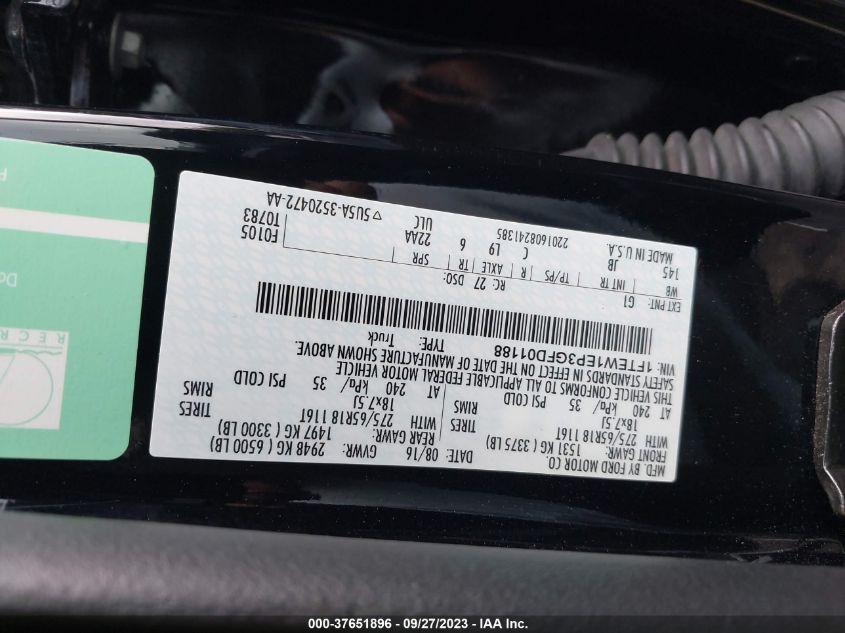 MFD. BY FORD MOTOR CO.
DATE: 08/16 GVWR: 2948 KG ( 6500 LB)
FRONT GAWR: REAR GAWR:
1531 KG ( 3375 LB) 1497 KG ( 3300 LB)
WITH 275/65R18 116T TIRES WITH 275/65R18 116T TIRES
18x7.5J RIMS 18x7.5J RIMS
AT 240 kPa/ 35 PSI COLD AT 240 kPa/ 35 PSI COLD
THIS VEHICLE CONFORMS TO ALL APPLICABLE FEDERAL MOTOR VEHICLE
SAFETY STANDARDS IN EFFECT ON THE DATE OF MANUFACTURE SHOWN ABOVE.
VIN: 1FTEW1EP3GFD01188
TYPE: Truck
EXT PNT: G1 RC: 27 DSO: F0105
T0783
WB INT TR TP/PS R AXLE TR SPR
145 JB C L9 6 22AA
ULC
MADE IN U.S.A. 2201608241385 ▽5USA-3520472-AA
RECR
000-37651896 - 09/27/2023 - IAA Inc.